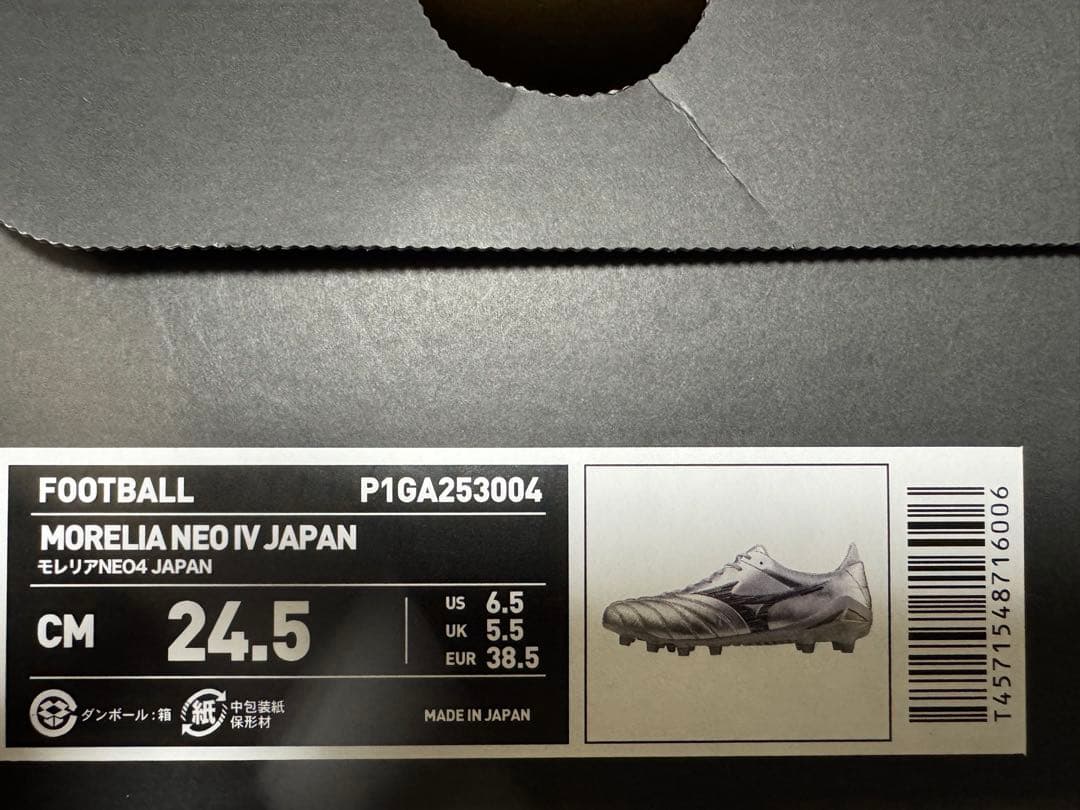 FOOTBALL P1GA253004
MORELIA NEO IV JAPAN
モレリアNEO4 JAPAN
CM 24.5
US 6.5
UK 5.5
EUR 38.5
ダンボール:箱
紙 中包装紙
保形材
MADE IN JAPAN
T4571548716006